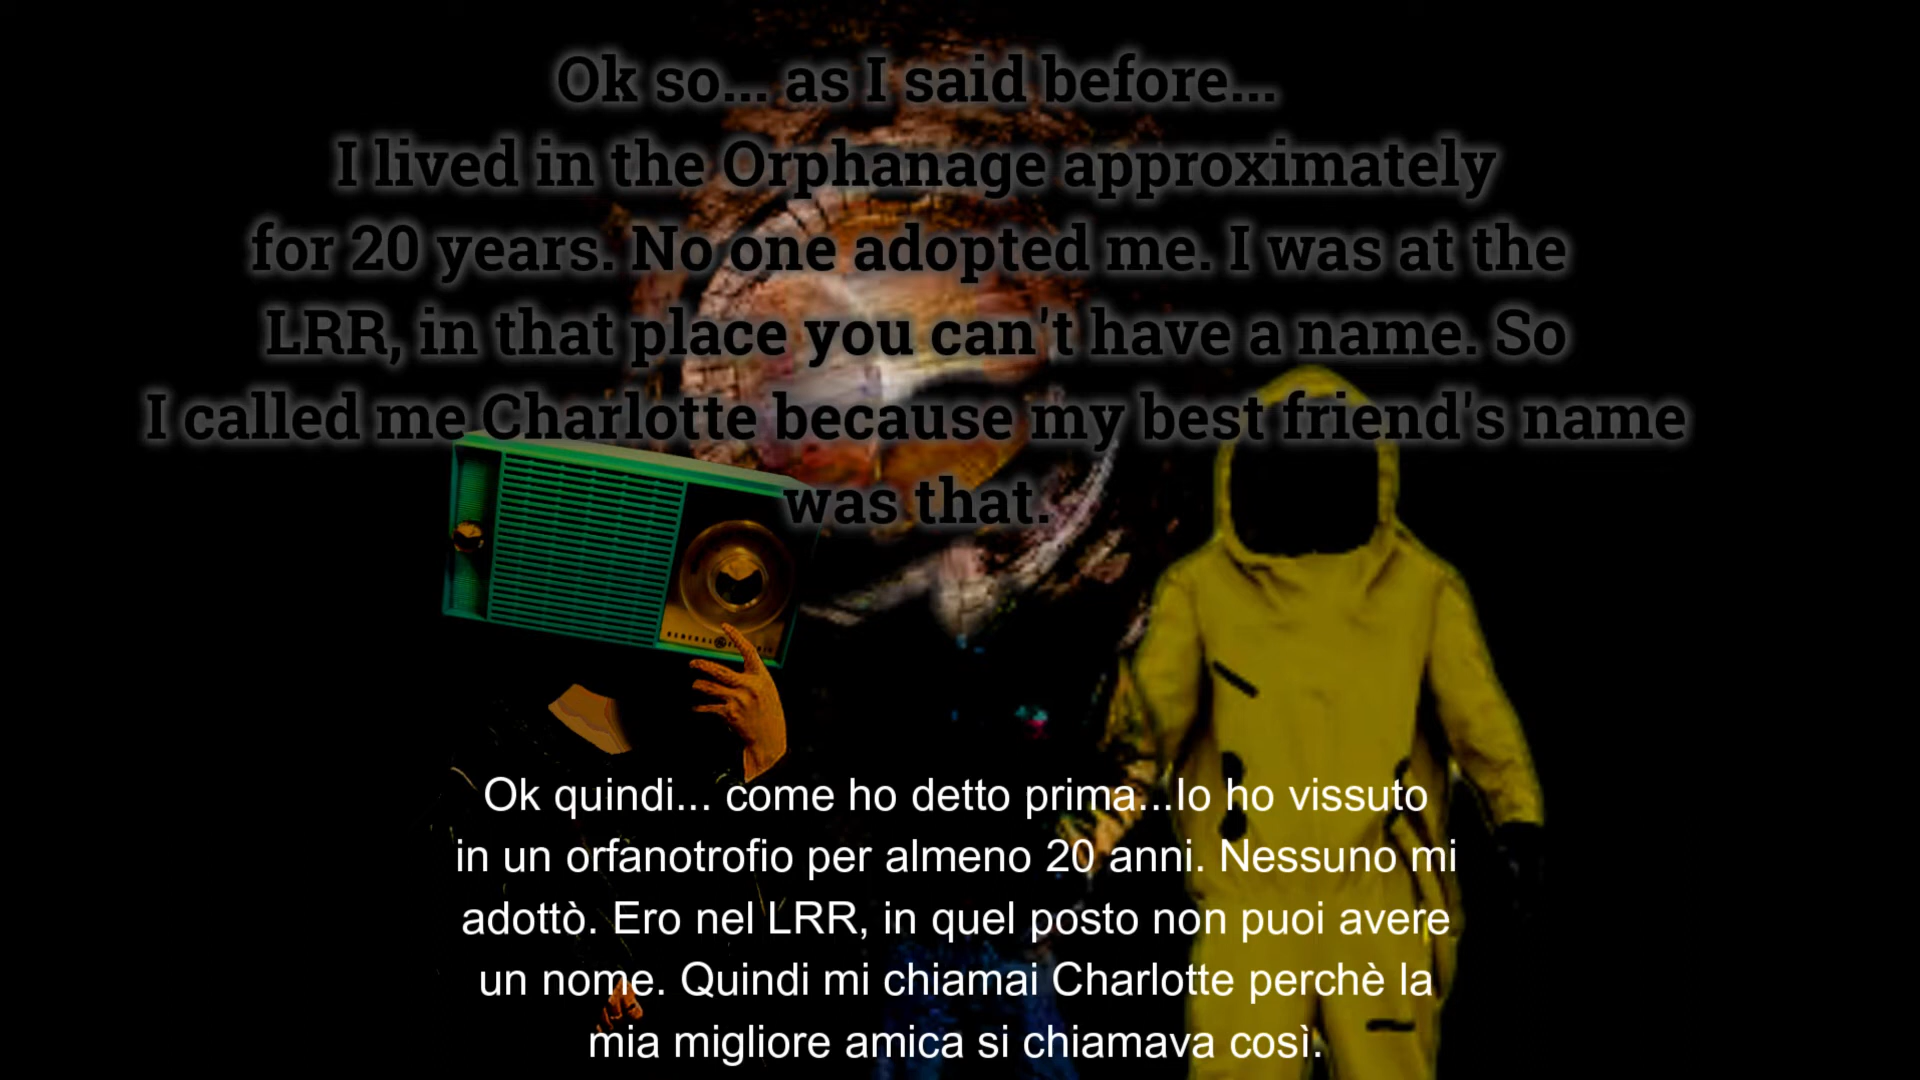 Ok so... as I said before...
I lived in the Orphanage approximately
for 20 years. No one adopted me. I was at the
LRR, in that place you can't have a name. So
I called me Charlotte because my best friend's name
was that.
GENERAL ELECTRIC
Ok quindi... come ho detto prima...Io ho vissuto
in un orfanotrofio per almeno 20 anni. Nessuno mi
adottò. Ero nel LRR, in quel posto non puoi avere
un nome. Quindi mi chiamai Charlotte perchè la
mia migliore amica si chiamava così.